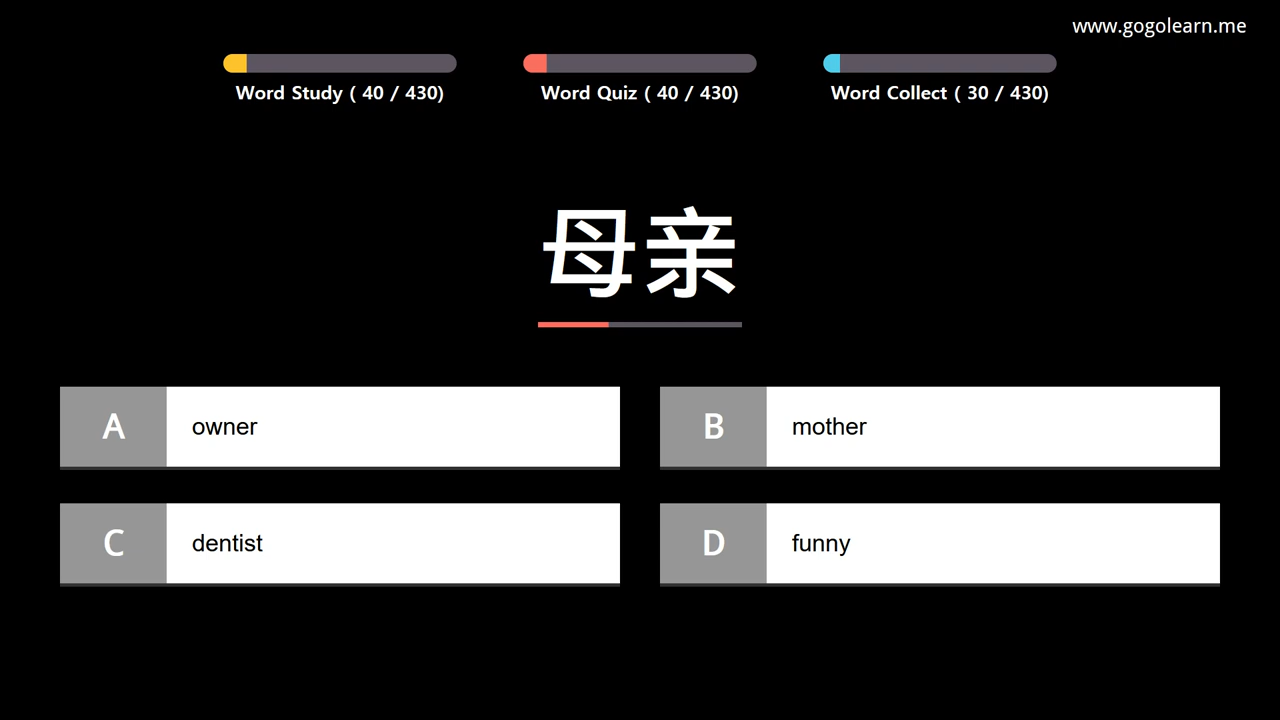 www.gogolearn.me
Word Study ( 40 / 430)
Word Quiz ( 40 / 430)
Word Collect ( 30 / 430)
母亲
A owner
B mother
C dentist
D funny